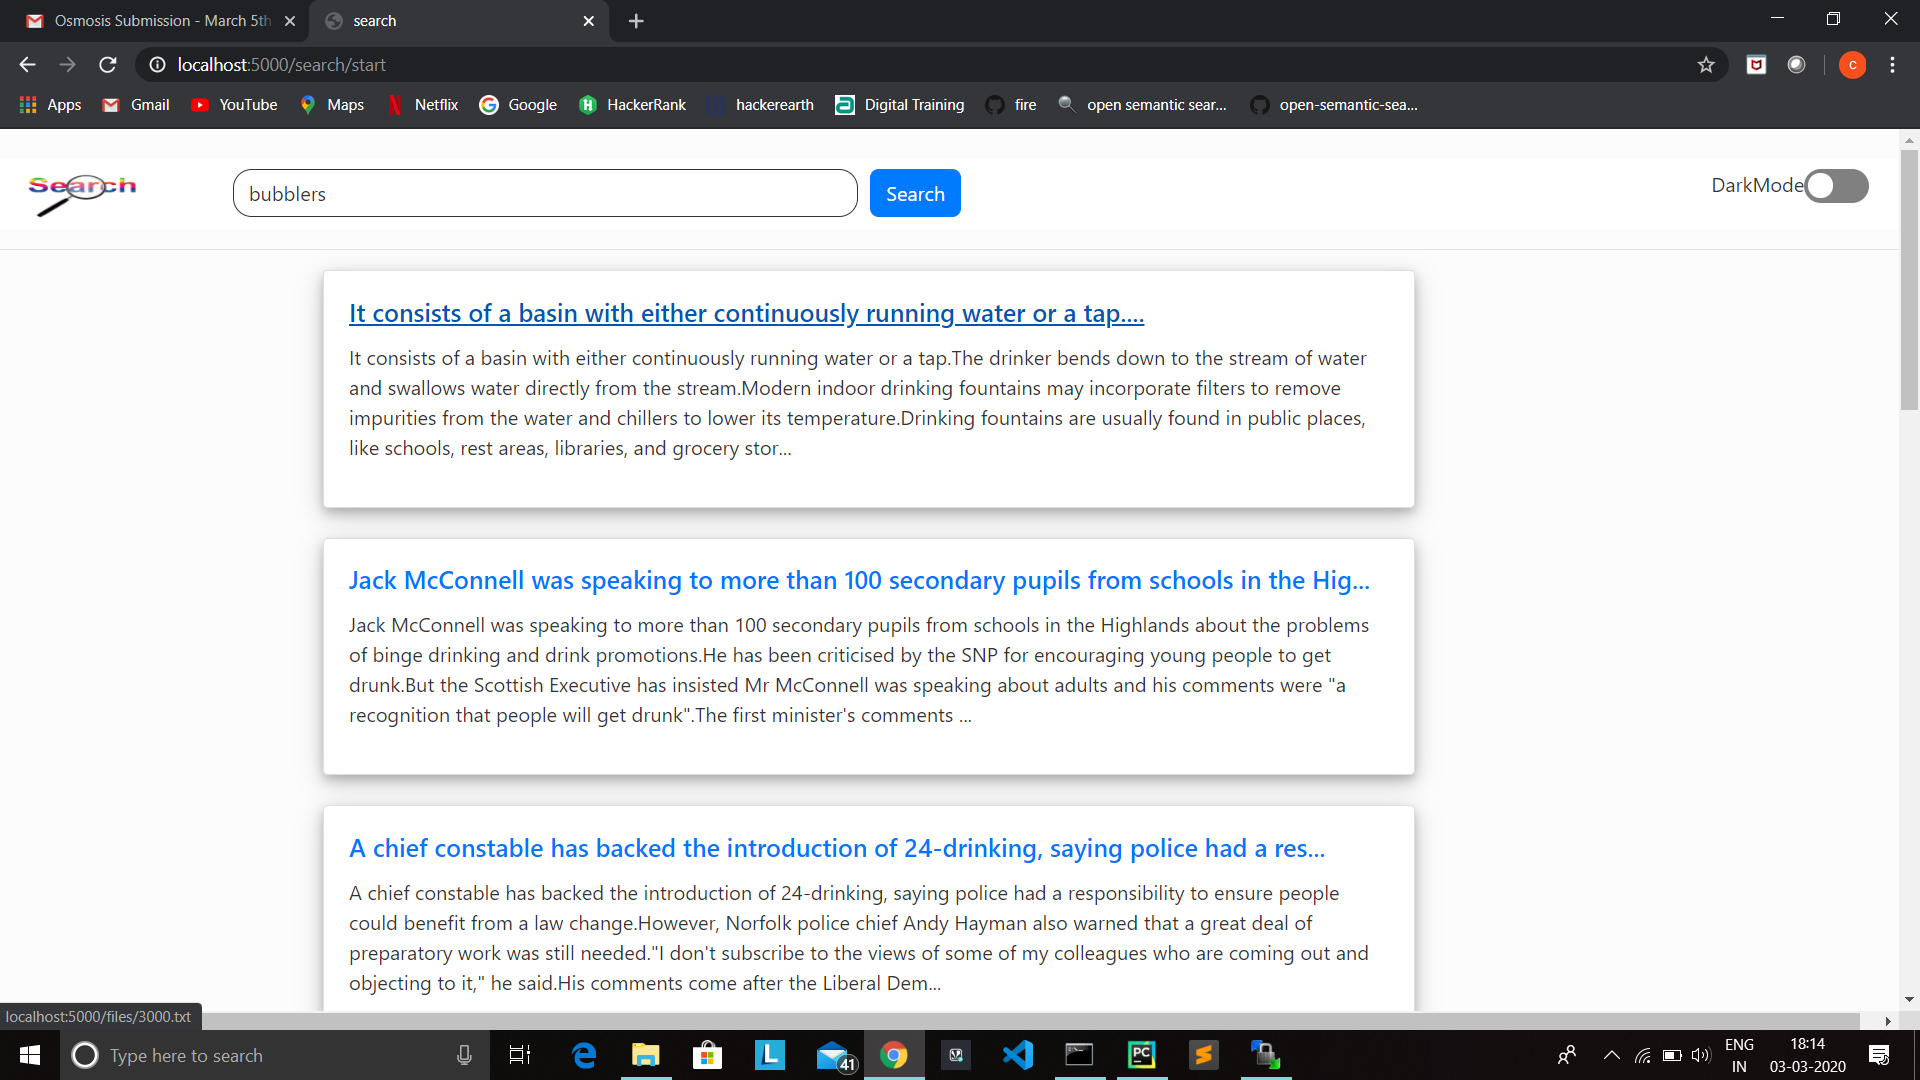 Osmosis Submission - March 5th
search
localhost:5000/search/start
c
Apps
Gmail
YouTube
Maps
Netflix
Google
HackerRank
hackerearth
Digital Training
fire
open semantic sear...
open-semantic-sea...
Search
bubblers
Search
DarkMode
It consists of a basin with either continuously running water or a tap....
It consists of a basin with either continuously running water or a tap.The drinker bends down to the stream of water
and swallows water directly from the stream.Modern indoor drinking fountains may incorporate filters to remove
impurities from the water and chillers to lower its temperature.Drinking fountains are usually found in public places,
like schools, rest areas, libraries, and grocery stor...
Jack McConnell was speaking to more than 100 secondary pupils from schools in the Hig...
Jack McConnell was speaking to more than 100 secondary pupils from schools in the Highlands about the problems
of binge drinking and drink promotions.He has been criticised by the SNP for encouraging young people to get
drunk.But the Scottish Executive has insisted Mr McConnell was speaking about adults and his comments were "a
recognition that people will get drunk".The first minister's comments ...
A chief constable has backed the introduction of 24-drinking, saying police had a res...
A chief constable has backed the introduction of 24-drinking, saying police had a responsibility to ensure people
could benefit from a law change.However, Norfolk police chief Andy Hayman also warned that a great deal of
preparatory work was still needed."I don't subscribe to the views of some of my colleagues who are coming out and
objecting to it," he said.His comments come after the Liberal Dem...
localhost:5000/files/3000.txt
Type here to search
L
41
PC
ENG
IN
18:14
03-03-2020